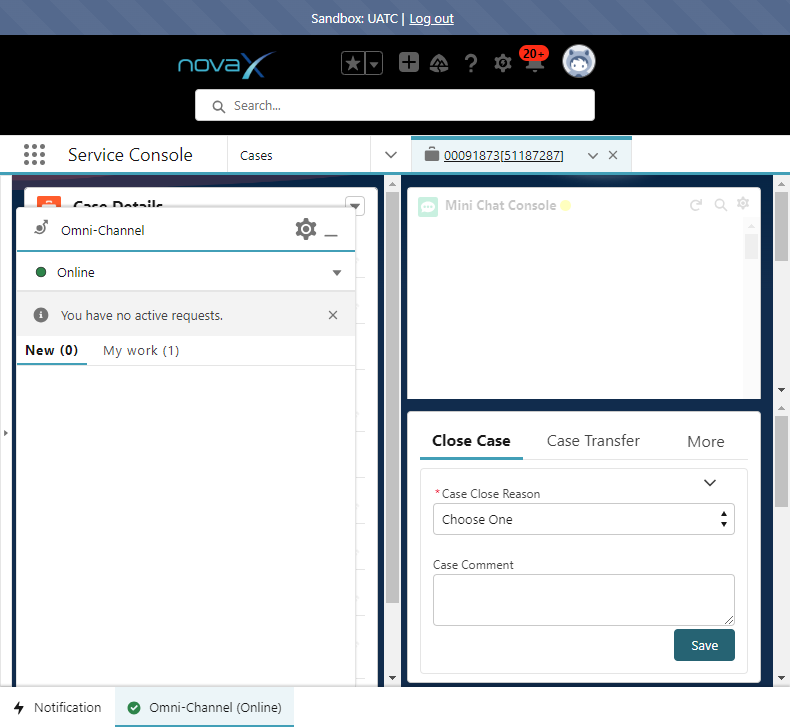 Sandbox: UATC | Log out
novaX
20+
Search...
Service Console
Cases
00091873[51187287]
Case Details
Omni-Channel
Online
You have no active requests.
New (0)
My work (1)
Mini Chat Console
Close Case
Case Transfer
More
*Case Close Reason
Choose One
Case Comment
Save
Notification
Omni-Channel (Online)